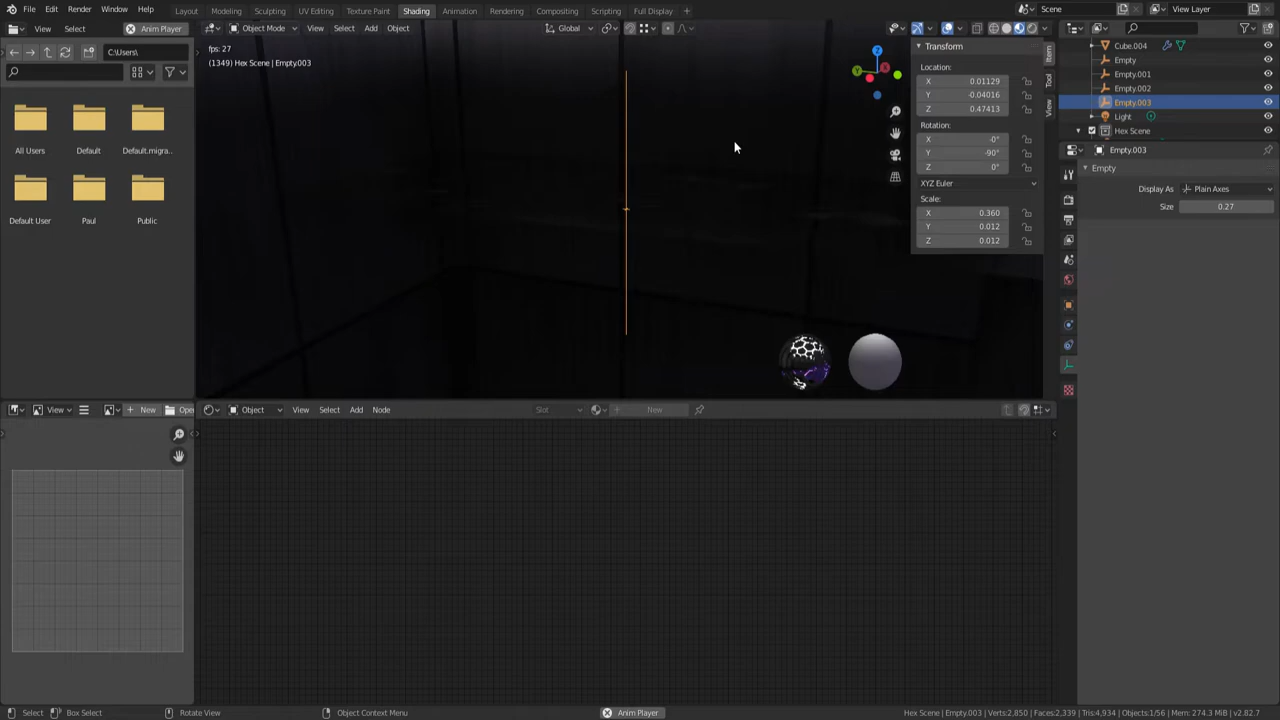 File Edit Render Window Help Layout Modeling Sculpting UV Editing Texture Paint Shading Animation Rendering Compositing Scripting Full Display + Scene View Layer
View Select Anim Player Object Mode View Select Add Object Global
C:\Users\
All Users Default Default.migra...
Default User Paul Public
fps: 27
(1349) Hex Scene | Empty.003
Z
Y
X
Transform
Location:
X 0.01129
Y -0.04016
Z 0.47413
Rotation:
X -0°
Y -90°
Z 0°
XYZ Euler
Scale:
X 0.360
Y 0.012
Z 0.012
Item
Tool
View
Cube.004
Empty
Empty.001
Empty.002
Empty.003
Light
Hex Scene
Empty.003
Empty
Display As Plain Axes
Size 0.27
View + New Ope
Object View Select Add Node Slot + New
Select Box Select Rotate View Object Context Menu Anim Player Hex Scene | Empty.003 | Verts:2,850 | Faces:2,339 | Tris:4,934 | Objects:1/56 | Mem: 274.3 MiB | v2.82.7